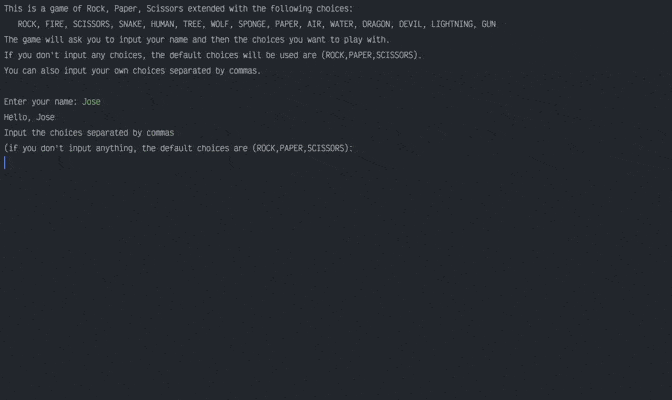 This is a game of Rock, Paper, Scissors extended with the following choices:
ROCK, FIRE, SCISSORS, SNAKE, HUMAN, TREE, WOLF, SPONGE, PAPER, AIR, WATER, DRAGON, DEVIL, LIGHTNING, GUN
The game will ask you to input your name and then the choices you want to play with.
If you don't input any choices, the default choices will be used are (ROCK,PAPER,SCISSORS).
You can also input your own choices separated by commas.
Enter your name: Jose
Hello, Jose
Input the choices separated by commas
(if you don't input anything, the default choices are (ROCK,PAPER,SCISSORS):